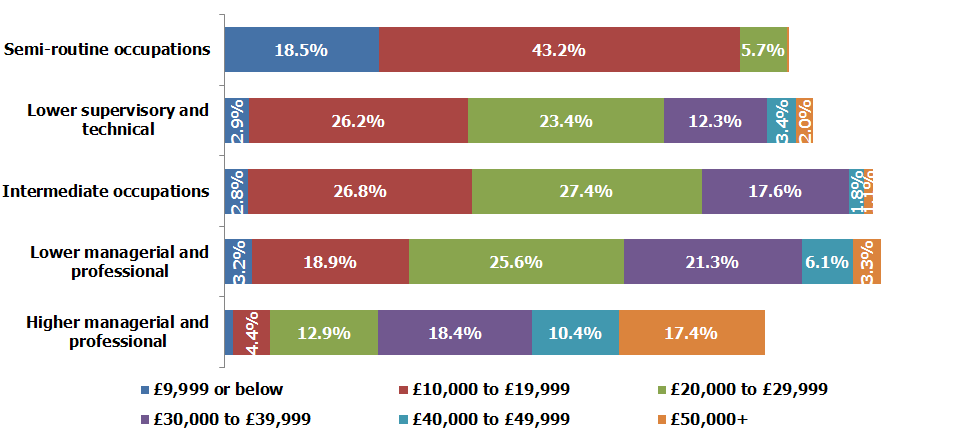 Semi-routine occupations
18.5% 43.2% 5.7%
Lower supervisory and
technical
2.9% 26.2% 23.4% 12.3% 3.4% 2.0%
Intermediate occupations
2.8% 26.8% 27.4% 17.6% 1.8% 1.1%
Lower managerial and
professional
3.2% 18.9% 25.6% 21.3% 6.1% 3.3%
Higher managerial and
professional
4.4% 12.9% 18.4% 10.4% 17.4%
£9,999 or below £10,000 to £19,999 £20,000 to £29,999
£30,000 to £39,999 £40,000 to £49,999 £50,000+